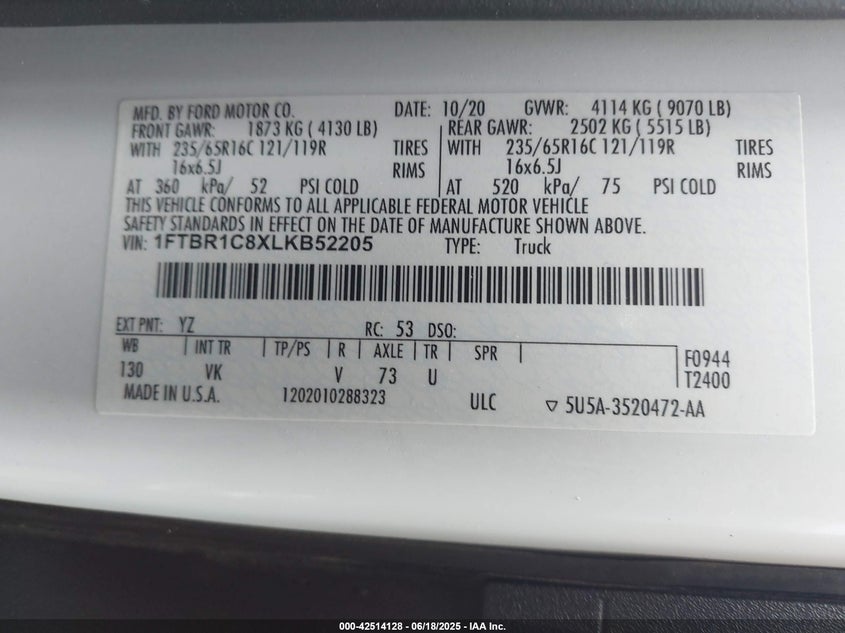 MFD. BY FORD MOTOR CO. DATE: 10/20 GVWR: 4114 KG ( 9070 LB)
FRONT GAWR: 1873 KG ( 4130 LB) REAR GAWR: 2502 KG ( 5515 LB)
WITH 235/65R16C 121/119R TIRES WITH 235/65R16C 121/119R TIRES
16x6.5J RIMS 16x6.5J RIMS
AT 360 kPa/ 52 PSI COLD AT 520 kPa/ 75 PSI COLD
THIS VEHICLE CONFORMS TO ALL APPLICABLE FEDERAL MOTOR VEHICLE
SAFETY STANDARDS IN EFFECT ON THE DATE OF MANUFACTURE SHOWN ABOVE.
VIN: 1FTBR1C8XLKB52205 TYPE: Truck
EXT PNT: YZ RC: 53 DSO:
WB INT TR TP/PS R AXLE TR SPR F0944
130 VK V 73 U T2400
MADE IN U.S.A. 1202010288323 ULC ▽ 5U5A-3520472-AA
000-42514128 - 06/18/2025 - IAA Inc.